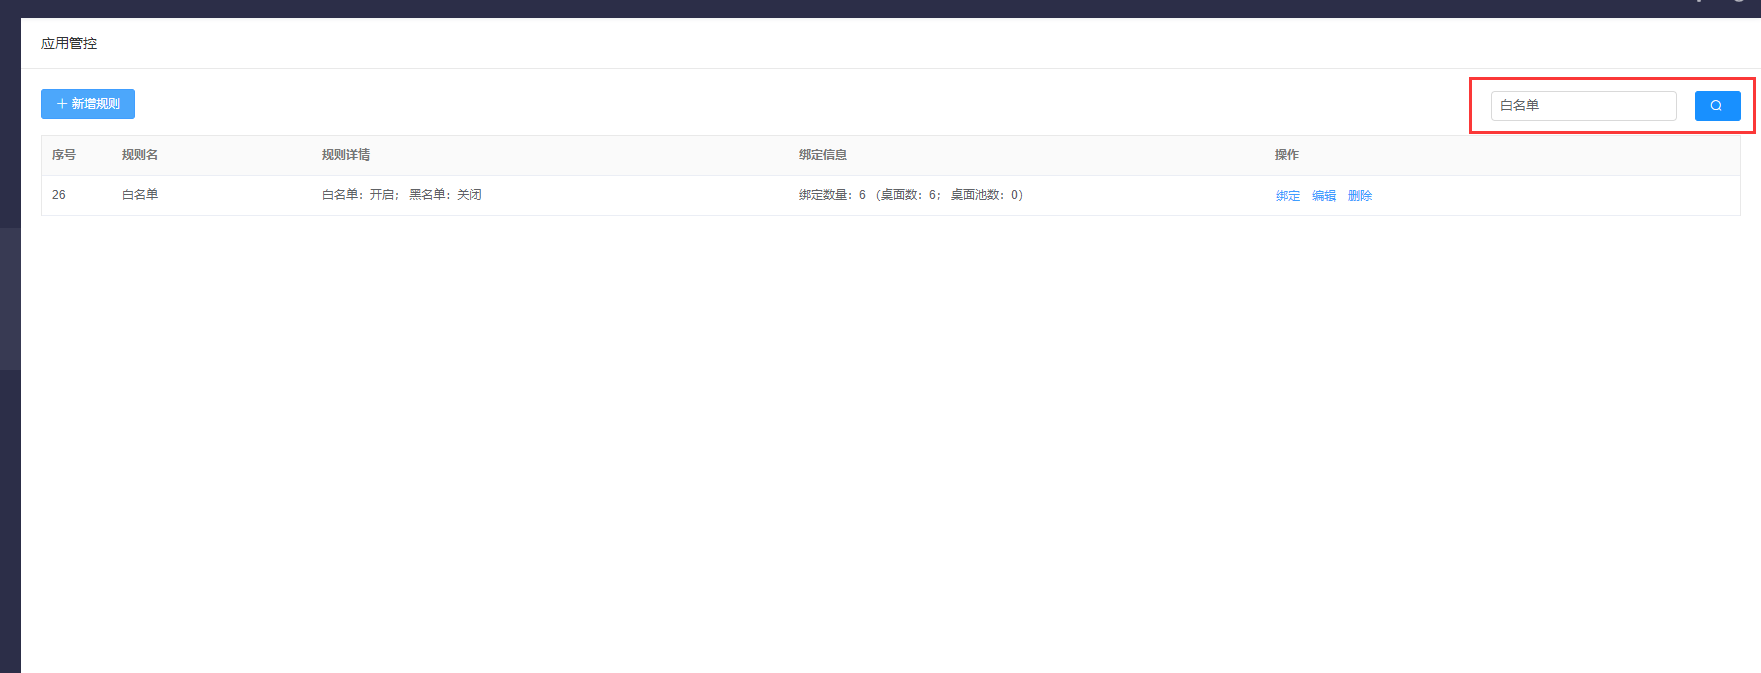 应用管控
+ 新增规则
白名单
序号 规则名 规则详情 绑定信息 操作
26 白名单 白名单：开启； 黑名单：关闭 绑定数量：6 （桌面数：6； 桌面池数：0） 绑定 编辑 删除